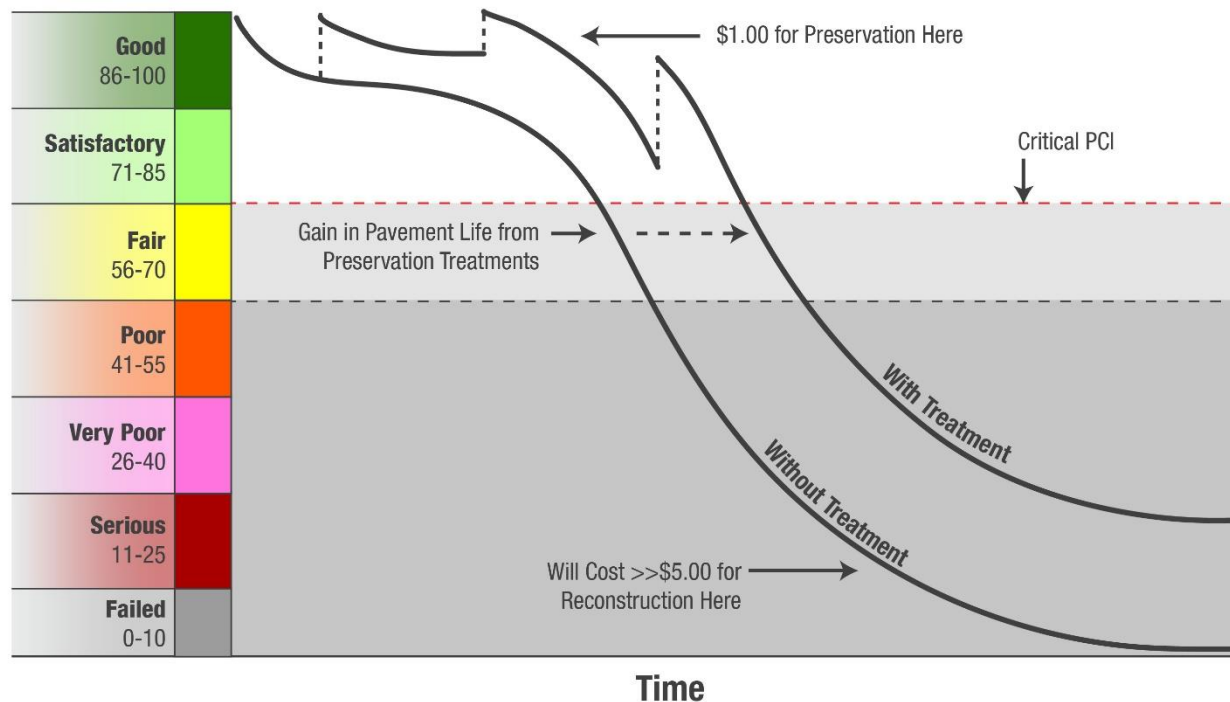 Good
86-100
Satisfactory
71-85
Fair
56-70
Poor
41-55
Very Poor
26-40
Serious
11-25
Failed
0-10
$1.00 for Preservation Here
Critical PCI
Gain in Pavement Life from
Preservation Treatments
With Treatment
Without Treatment
Will Cost >>$5.00 for
Reconstruction Here
Time